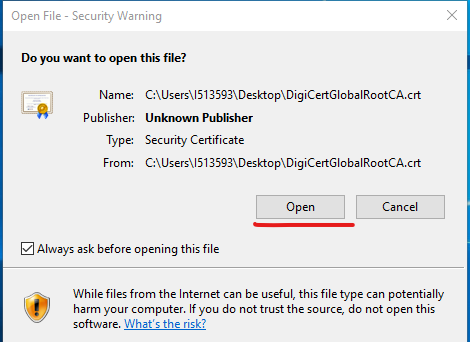 Open File - Security Warning
Do you want to open this file?
Name: C:\Users\I513593\Desktop\DigiCertGlobalRootCA.crt
Publisher: Unknown Publisher
Type: Security Certificate
From: C:\Users\I513593\Desktop\DigiCertGlobalRootCA.crt
Open Cancel
Always ask before opening this file
While files from the Internet can be useful, this file type can potentially
harm your computer. If you do not trust the source, do not open this
software. What's the risk?